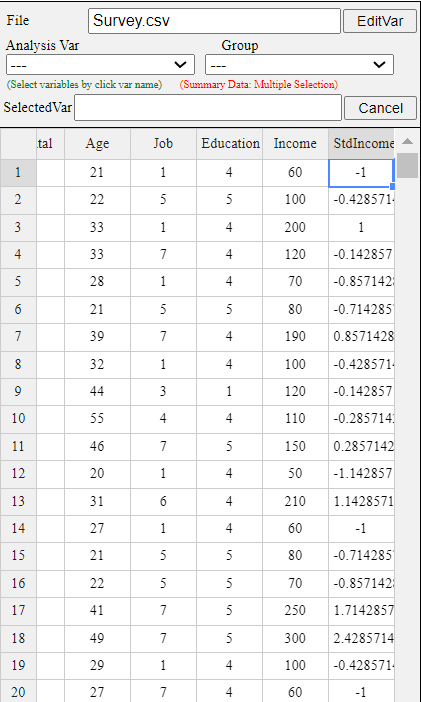 File Survey.csv EditVar
Analysis Var Group
--- ---
(Select variables by click var name) (Summary Data: Multiple Selection)
SelectedVar Cancel
tal Age Job Education Income StdIncome
1 21 1 4 60 -1
2 22 5 5 100 -0.428571
3 33 1 4 200 1
4 33 7 4 120 -0.142857
5 28 1 4 70 -0.857142
6 21 5 5 80 -0.714285
7 39 7 4 190 0.8571428
8 32 1 4 100 -0.428571
9 44 3 1 120 -0.142857
10 55 4 4 110 -0.285714
11 46 7 5 150 0.2857142
12 20 1 4 50 -1.142857
13 31 6 4 210 1.1428571
14 27 1 4 60 -1
15 21 5 5 80 -0.714285
16 22 5 5 70 -0.857142
17 41 7 5 250 1.7142857
18 49 7 5 300 2.4285714
19 29 1 4 100 -0.428571
20 27 7 4 60 -1